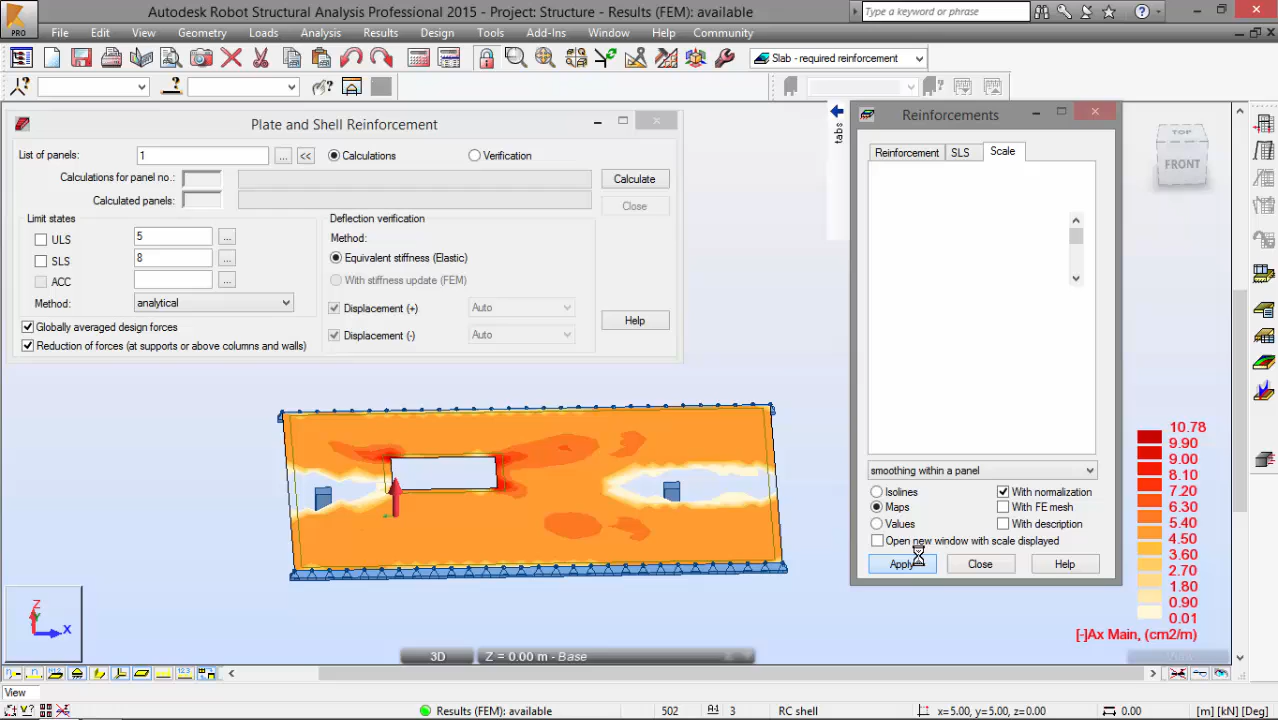 PRO
Autodesk Robot Structural Analysis Professional 2015 - Project: Structure - Results (FEM): available
Type a keyword or phrase
File Edit View Geometry Loads Analysis Results Design Tools Add-Ins Window Help Community
Slab - required reinforcement
Plate and Shell Reinforcement
List of panels: 1 ... << Calculations Verification
Calculations for panel no.: Calculate
Calculated panels: Close
Limit states Deflection verification
ULS 5 ... Method:
SLS 8 ... Equivalent stiffness (Elastic)
ACC ... With stiffness update (FEM)
Method: analytical Displacement (+) Auto
Globally averaged design forces Help
Displacement (-) Auto
Reduction of forces (at supports or above columns and walls)
tabs
Reinforcements
Reinforcement SLS Scale
smoothing within a panel
Isolines With normalization
Maps With FE mesh
Values With description
Open new window with scale displayed
Apply Close Help
TOP
FRONT
10.78
9.90
9.00
8.10
7.20
6.30
5.40
4.50
3.60
2.70
1.80
0.90
0.01
[-]Ax Main, (cm2/m)
Z
Y
X
3D Z = 0.00 m - Base
View
Results (FEM): available 502 3 RC shell x=5.00, y=5.00, z=0.00 0.00 [m] [kN] [Deg]